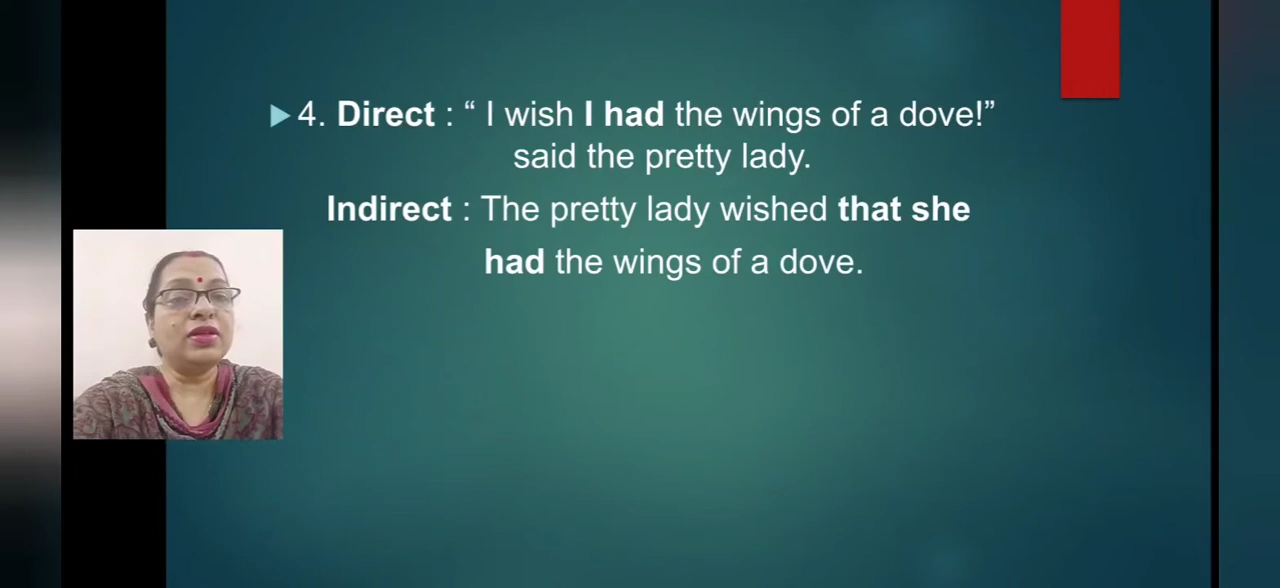 4. Direct : “ I wish I had the wings of a dove!”
said the pretty lady.
Indirect : The pretty lady wished that she
had the wings of a dove.